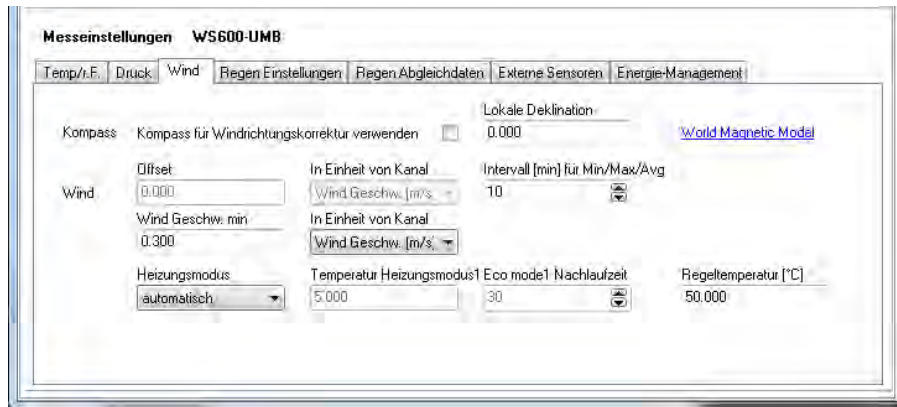 Messeinstellungen WS600-UMB
Temp/r.F. Druck Wind Regen Einstellungen Regen Abgleichdaten Externe Sensoren Energie-Management
Lokale Deklination
Kompass Kompass für Windrichtungskorrektur verwenden 0.000 World Magnetic Model
Offset In Einheit von Kanal Intervall [min] für Min/Max/Avg
Wind 0.000 Wind Geschw. [m/s 10
Wind Geschw. min In Einheit von Kanal
0.300 Wind Geschw. [m/s]
Heizungsmodus Temperatur Heizungsmodus1 Eco mode1 Nachlaufzeit Regeltemperatur [°C]
automatisch 5.000 30 50.000